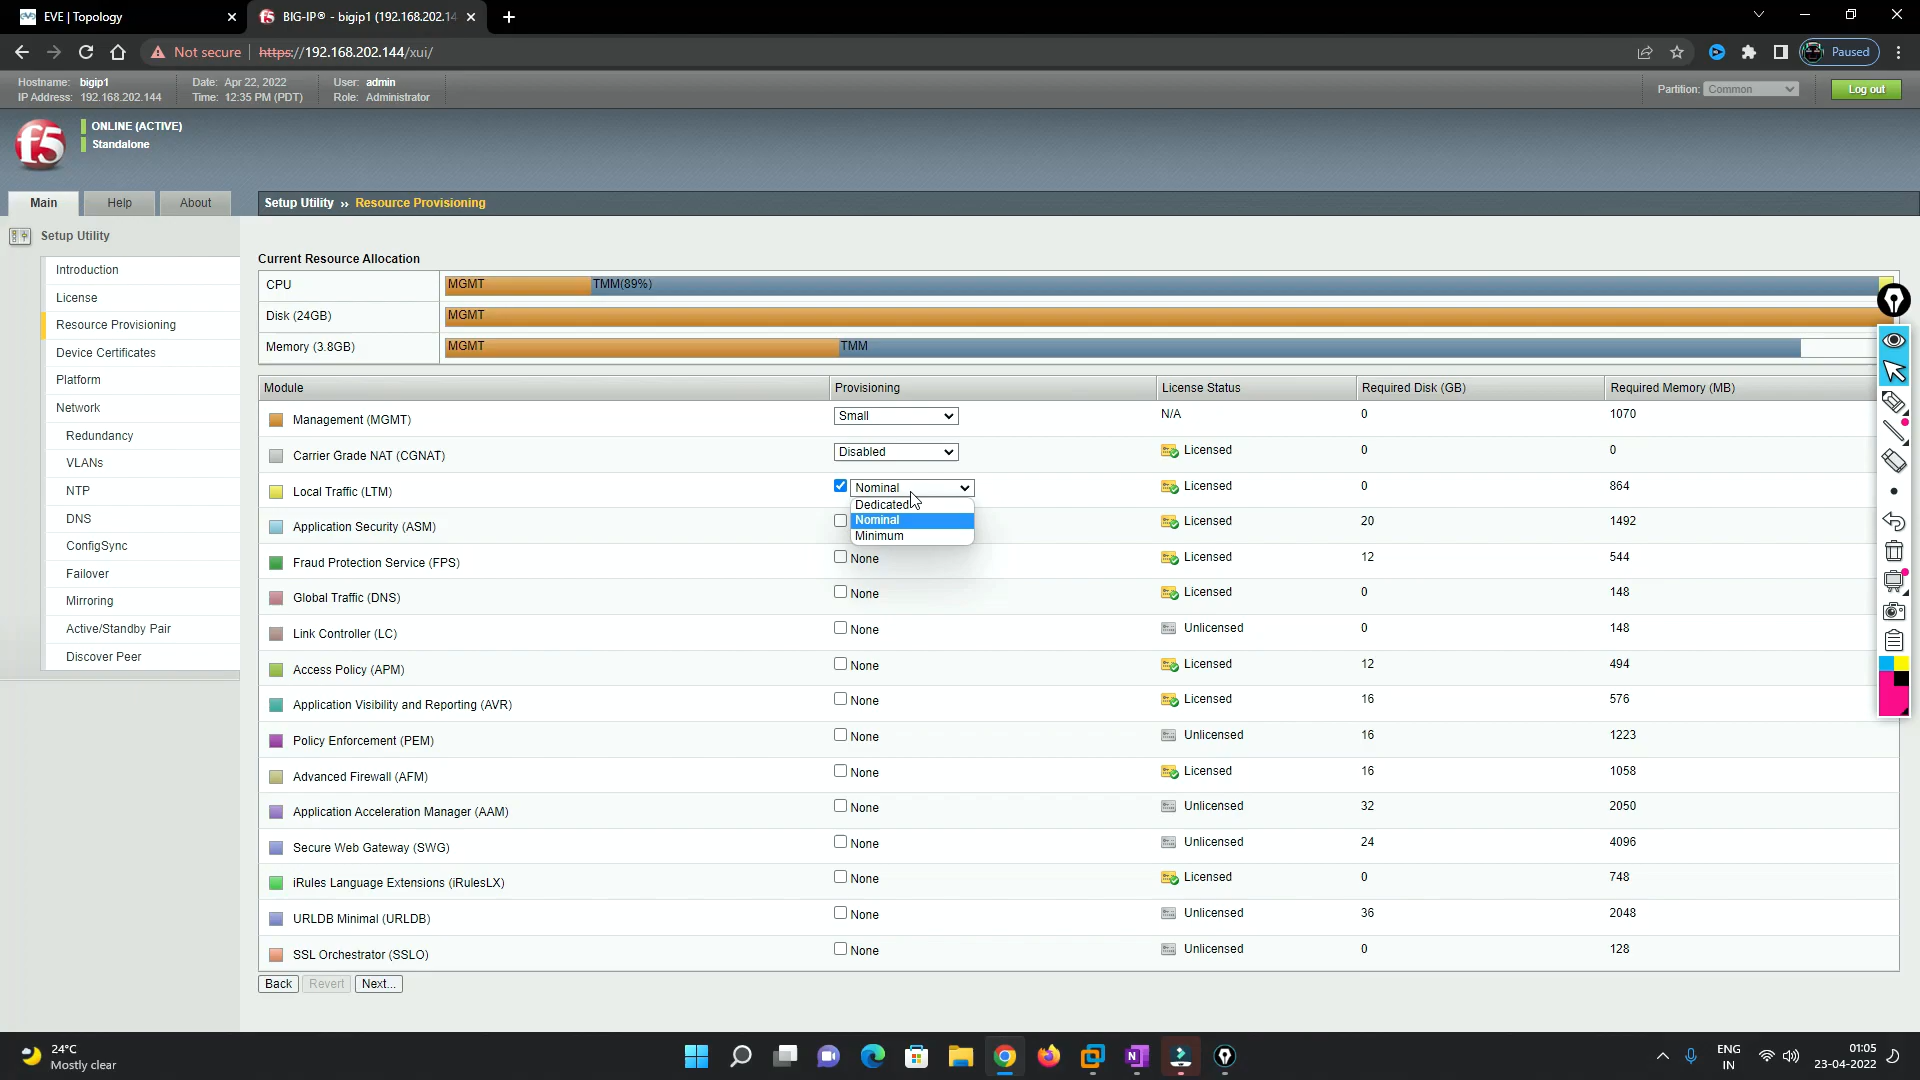 EVE | Topology
BIG-IP® - bigip1 (192.168.202.14
Not secure
https://192.168.202.144/xui/
Paused
Hostname: bigip1
IP Address: 192.168.202.144
Date: Apr 22, 2022
Time: 12:35 PM (PDT)
User: admin
Role: Administrator
Partition: Common
Log out
f5
ONLINE (ACTIVE)
Standalone
Main
Help
About
Setup Utility ›› Resource Provisioning
Setup Utility
Introduction
License
Resource Provisioning
Device Certificates
Platform
Network
Redundancy
VLANs
NTP
DNS
ConfigSync
Failover
Mirroring
Active/Standby Pair
Discover Peer
Current Resource Allocation
CPU MGMT TMM(89%)
Disk (24GB) MGMT
Memory (3.8GB) MGMT TMM
Module Provisioning License Status Required Disk (GB) Required Memory (MB)
Management (MGMT) Small N/A 0 1070
Carrier Grade NAT (CGNAT) Disabled Licensed 0 0
Local Traffic (LTM) Nominal Licensed 0 864
Dedicated
Nominal
Minimum
Application Security (ASM) Licensed 20 1492
Fraud Protection Service (FPS) None Licensed 12 544
Global Traffic (DNS) None Licensed 0 148
Link Controller (LC) None Unlicensed 0 148
Access Policy (APM) None Licensed 12 494
Application Visibility and Reporting (AVR) None Licensed 16 576
Policy Enforcement (PEM) None Unlicensed 16 1223
Advanced Firewall (AFM) None Licensed 16 1058
Application Acceleration Manager (AAM) None Unlicensed 32 2050
Secure Web Gateway (SWG) None Unlicensed 24 4096
iRules Language Extensions (iRulesLX) None Licensed 0 748
URLDB Minimal (URLDB) None Unlicensed 36 2048
SSL Orchestrator (SSLO) None Unlicensed 0 128
Back
Revert
Next...
24°C
Mostly clear
ENG
IN
01:05
23-04-2022